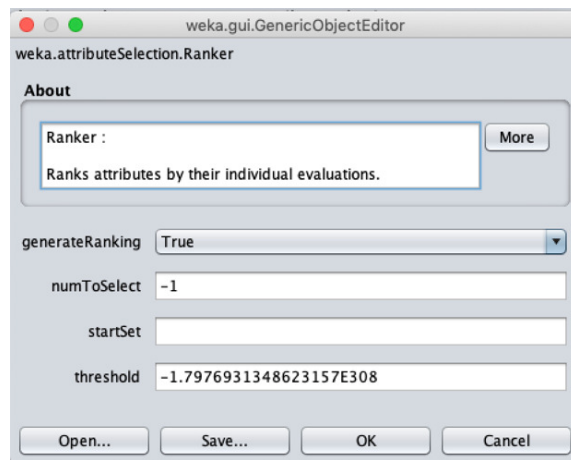 weka.gui.GenericObjectEditor
weka.attributeSelection.Ranker
About
Ranker :
More
Ranks attributes by their individual evaluations.
generateRanking True
numToSelect -1
startSet
threshold -1.7976931348623157E308
Open... Save... OK Cancel